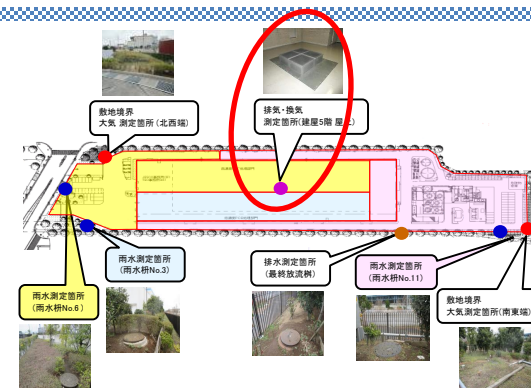 敷地境界
大気 測定箇所(北西端)
排気・換気
測定箇所(建屋5階 屋上)
雨水測定箇所
(雨水枡No.3)
排水測定箇所
(最終放流桝)
雨水測定箇所
(雨水枡No.11)
雨水測定箇所
(雨水枡No.6)
敷地境界
大気測定箇所(南東端)